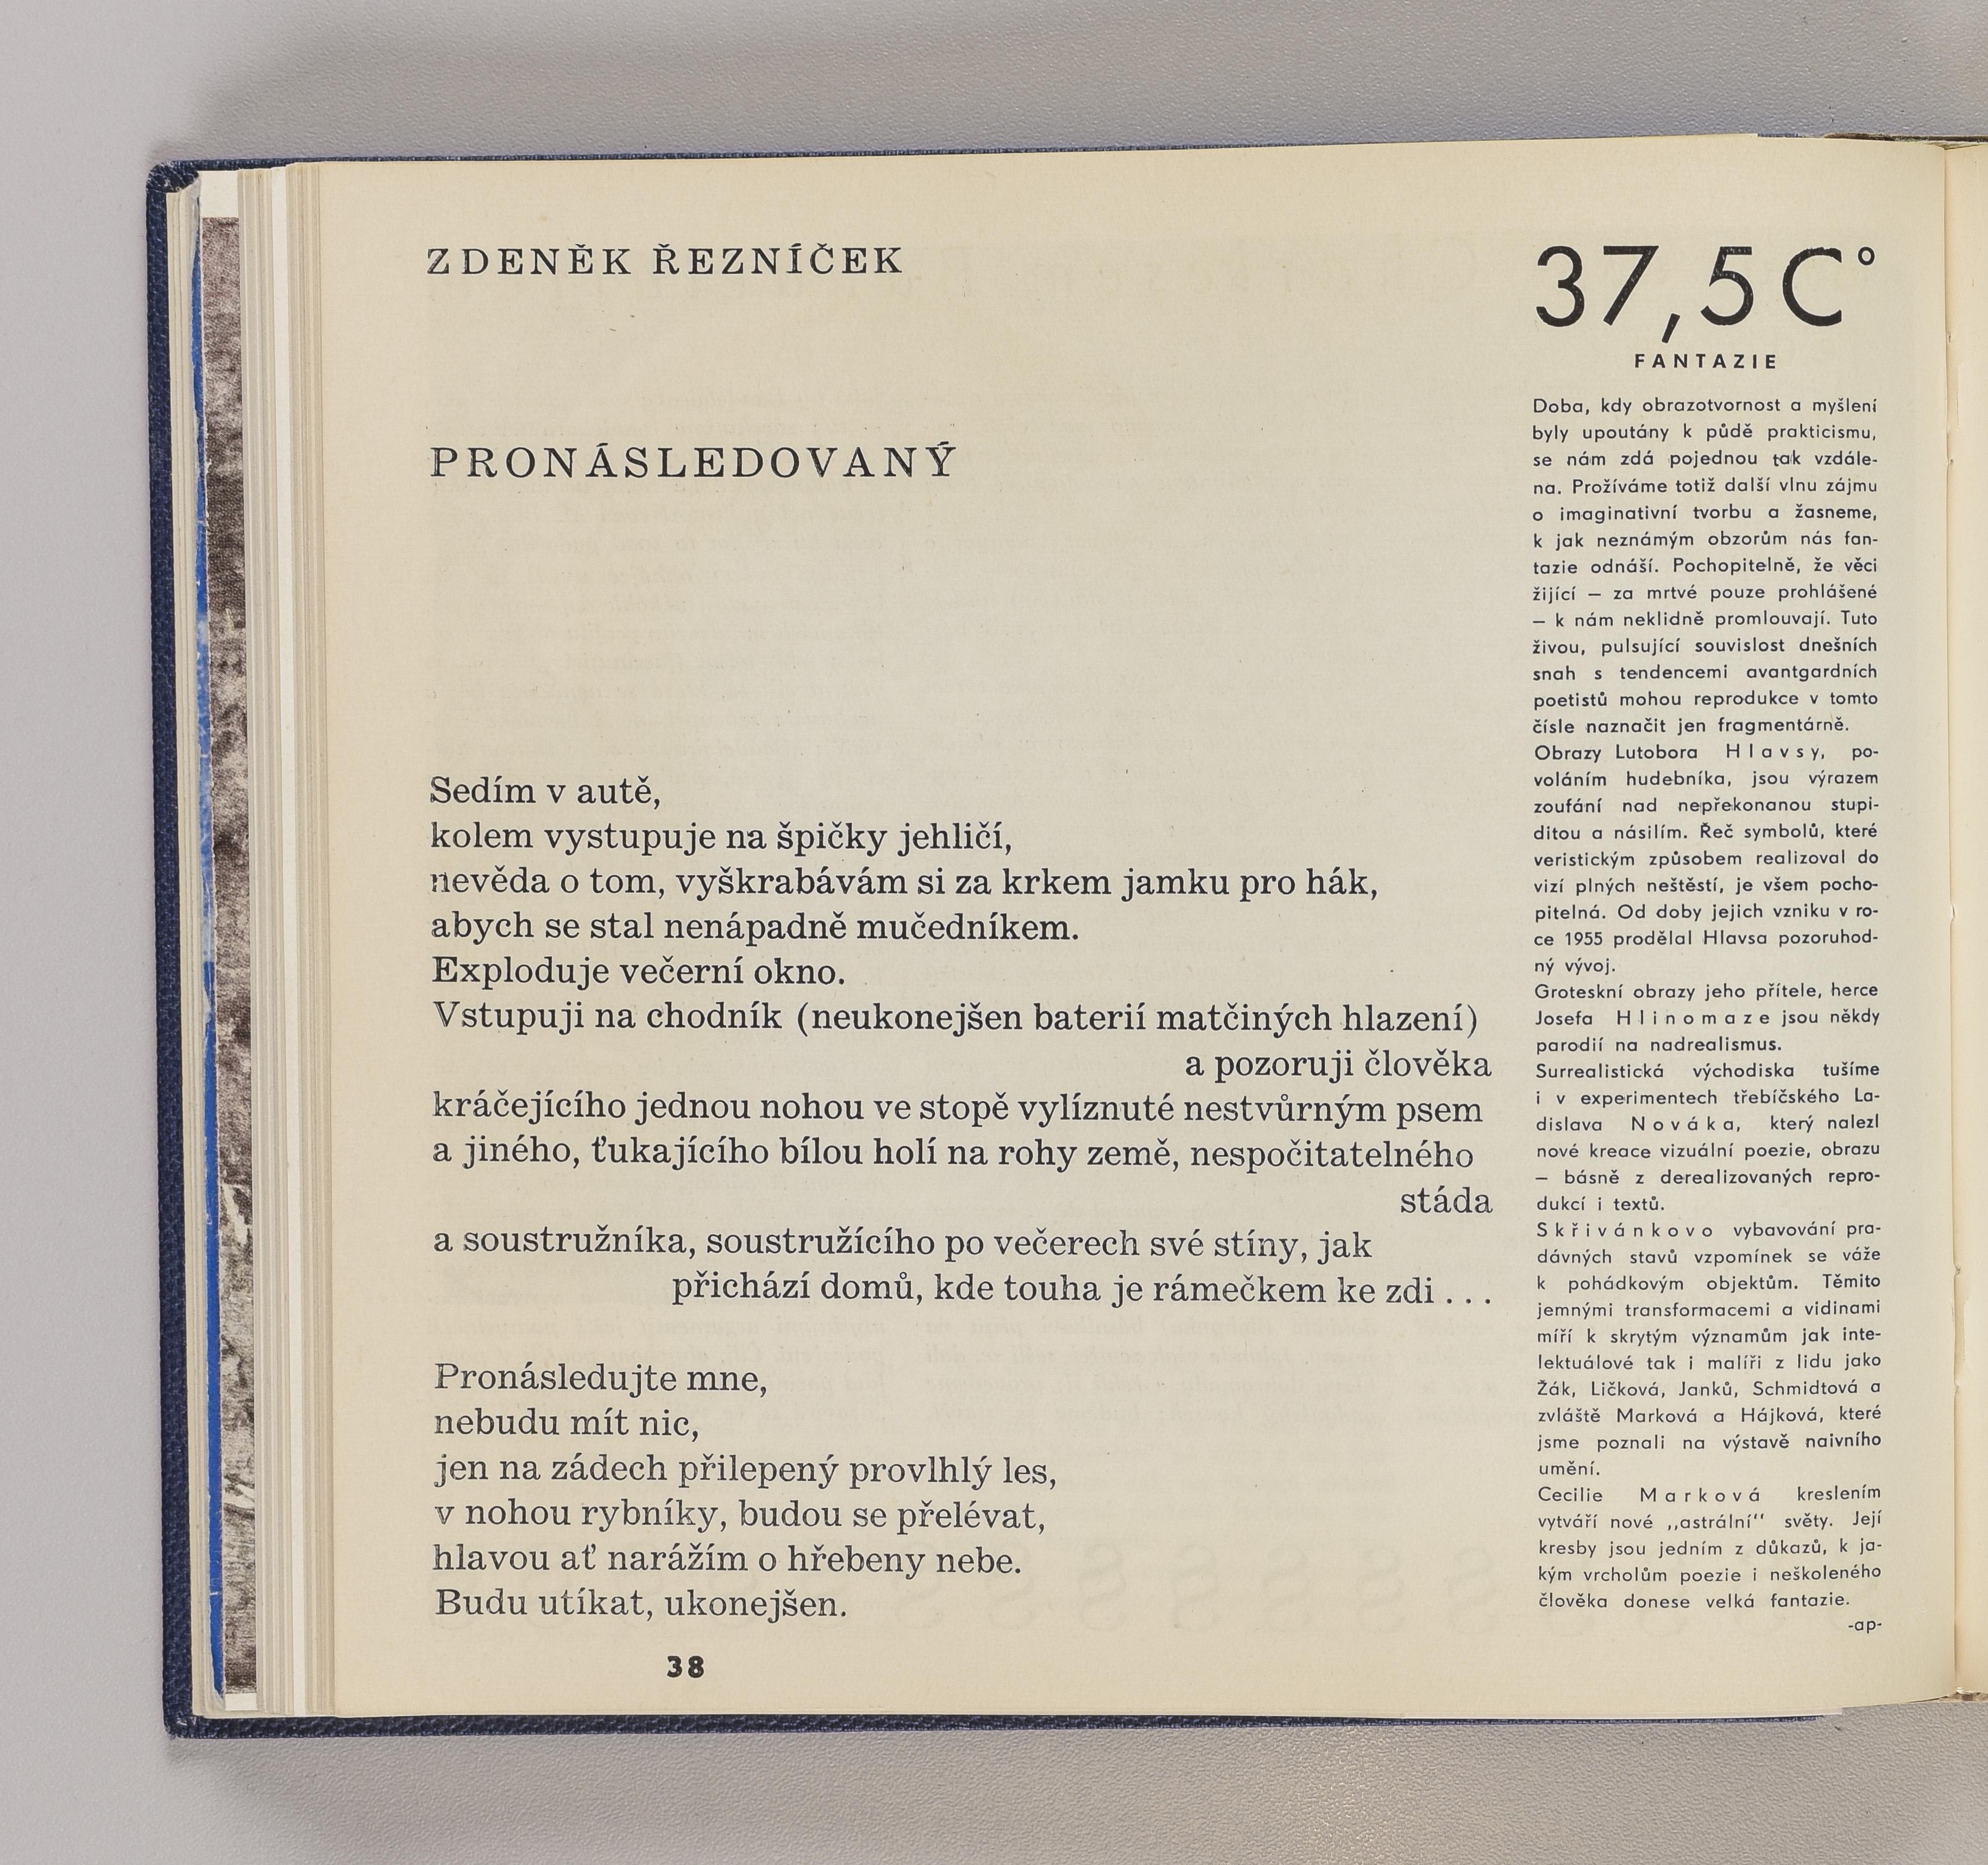 ZDENĚK ŘEZNÍČEK
PRONÁSLEDOVANÝ
Sedím v autě,
kolem vystupuje na špičky jehličí,
nevěda o tom, vyškrabávám si za krkem jamku pro hák,
abych se stal nenápadně mučedníkem.
Exploduje večerní okno.
Vstupuji na chodník (neukonejšen baterií matčiných hlazení)
a pozoruji člověka
kráčejícího jednou nohou ve stopě vylíznuté nestvůrným psem
a jiného, ťukajícího bílou holí na rohy země, nespočitatelného
stáda
a soustružníka, soustružícího po večerech své stíny, jak
přichází domů, kde touha je rámečkem ke zdi . . .
Pronásledujte mne,
nebudu mít nic,
jen na zádech přilepený provlhlý les,
v nohou rybníky, budou se přelévat,
hlavou ať narážím o hřebeny nebe.
Budu utíkat, ukonejšen.
38
37,5 C°
FANTAZIE
Doba, kdy obrazotvornost a myšlení
byly upoutány k půdě prakticismu,
se nám zdá pojednou tak vzdále-
na. Prožíváme totiž další vlnu zájmu
o imaginativní tvorbu a žasneme,
k jak neznámým obzorům nás fan-
tazie odnáší. Pochopitelně, že věci
žijící — za mrtvé pouze prohlášené
— k nám neklidně promlouvají. Tuto
živou, pulsující souvislost dnešních
snah s tendencemi avantgardních
poetistů mohou reprodukce v tomto
čísle naznačit jen fragmentárně.
Obrazy Lutobora Hlavsy, po-
voláním hudebníka, jsou výrazem
zoufání nad nepřekonanou stupi-
ditou a násilím. Řeč symbolů, které
veristickým způsobem realizoval do
vizí plných neštěstí, je všem pocho-
pitelná. Od doby jejich vzniku v ro-
ce 1955 prodělal Hlavsa pozoruhod-
ný vývoj.
Groteskní obrazy jeho přítele, herce
Josefa Hlinomaze jsou někdy
parodií na nadrealismus.
Surrealistická východiska tušíme
i v experimentech třebíčského La-
dislava Nováka, který nalezl
nové kreace vizuální poezie, obrazu
— básně z derealizovaných repro-
dukcí i textů.
Skřivánkovo vybavování pra-
dávných stavů vzpomínek se váže
k pohádkovým objektům. Těmito
jemnými transformacemi a vidinami
míří k skrytým významům jak inte-
lektuálové tak i malíři z lidu jako
Žák, Ličková, Janků, Schmidtová a
zvláště Marková a Hájková, které
jsme poznali na výstavě naivního
umění.
Cecilie Marková kreslením
vytváří nové „astrální“ světy. Její
kresby jsou jedním z důkazů, k ja-
kým vrcholům poezie i neškoleného
člověka donese velká fantazie.
-ap-